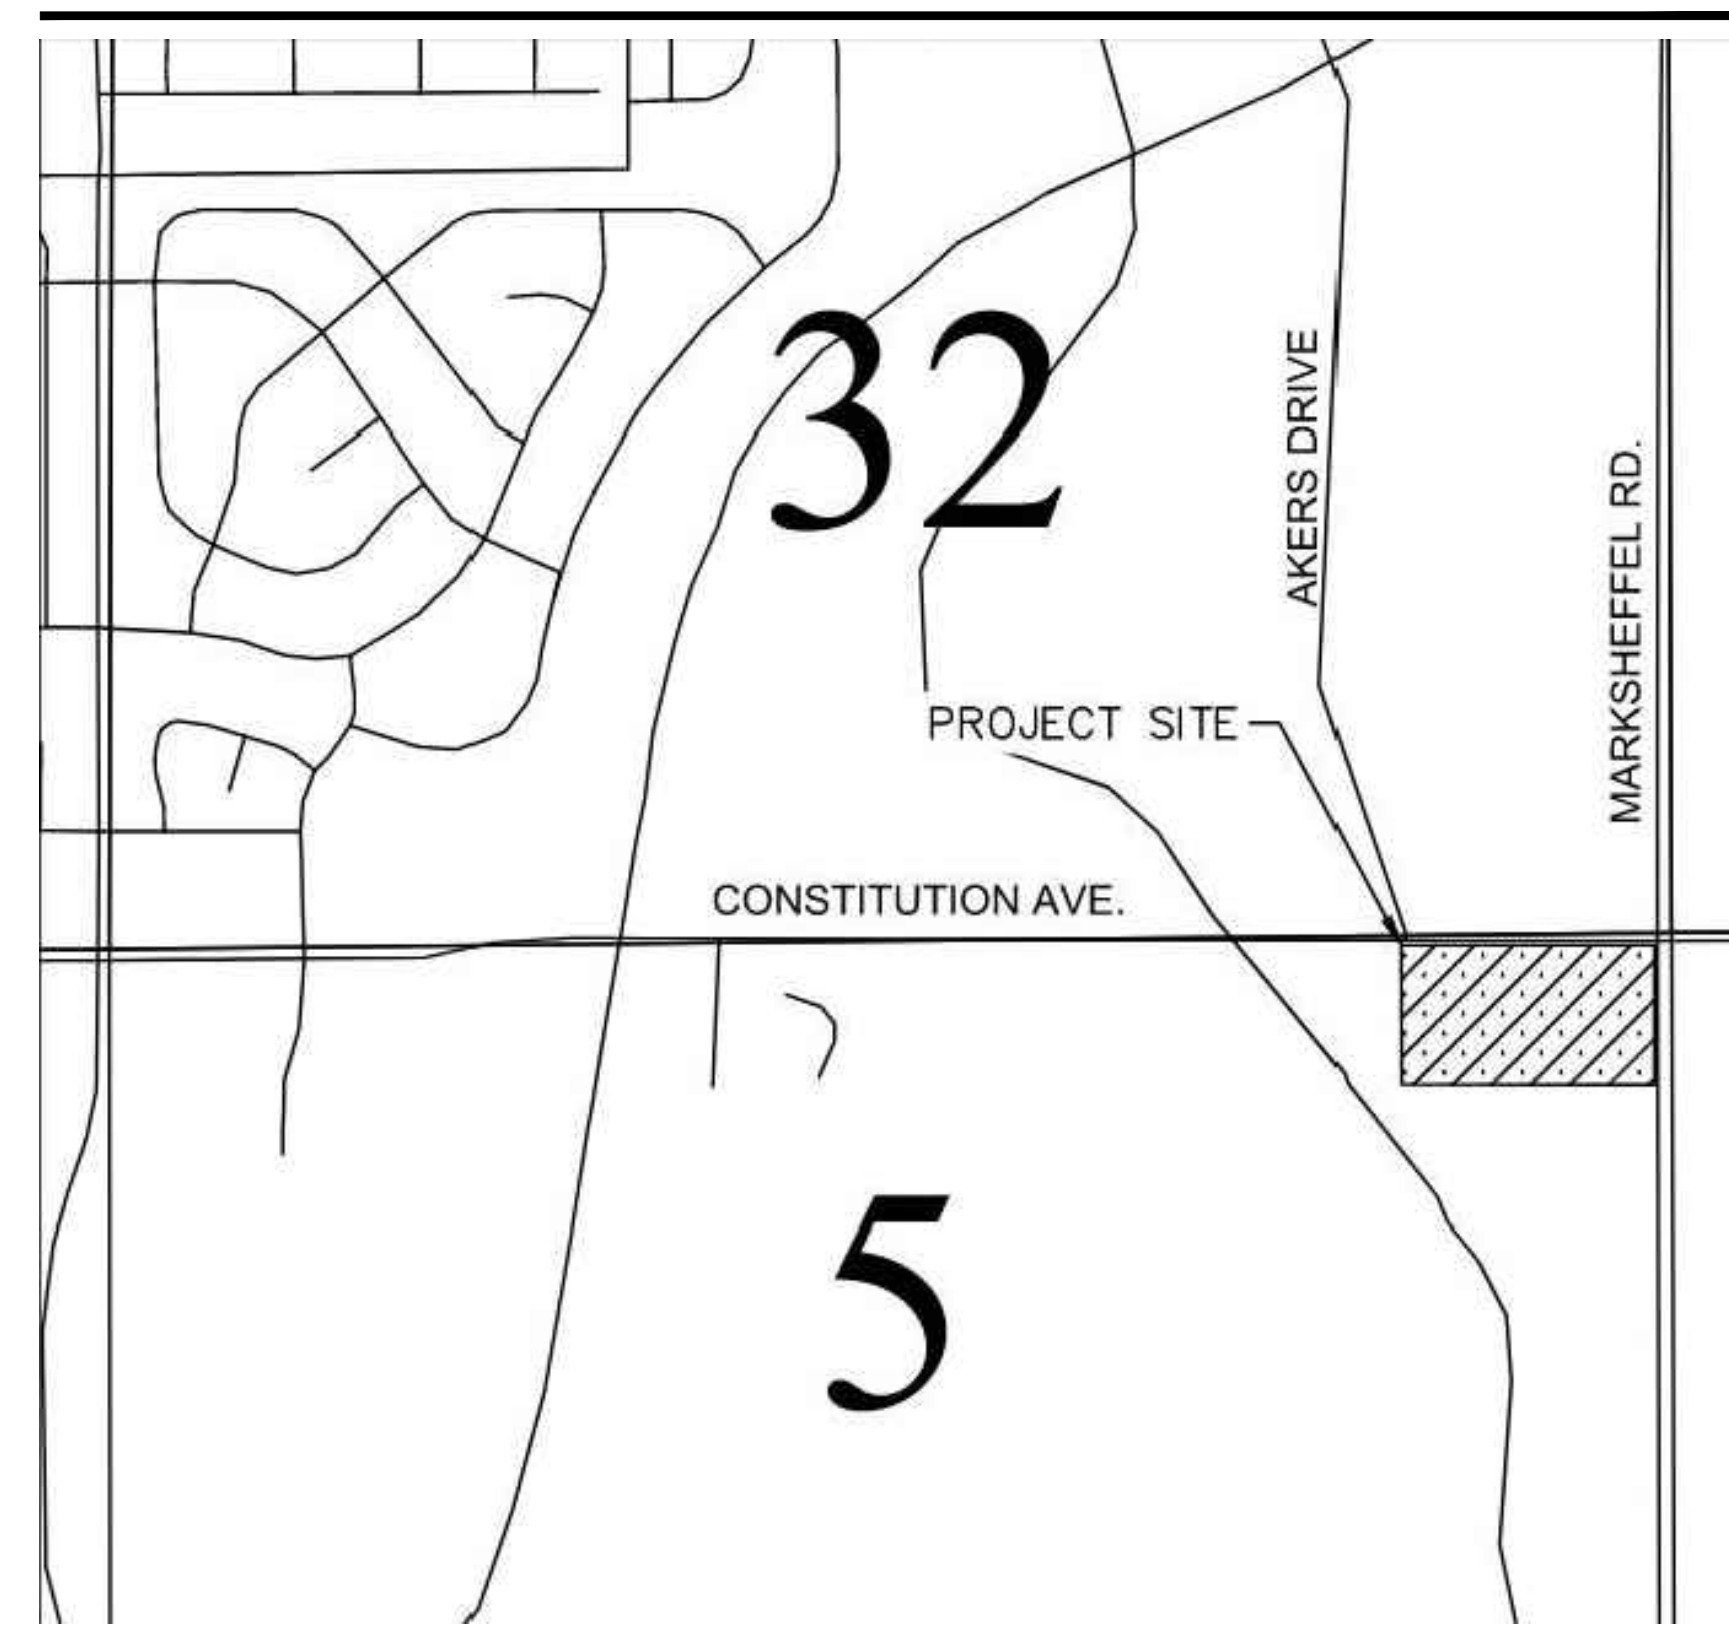 32
AKERS DRIVE
MARKSHEFFEL RD.
PROJECT SITE
CONSTITUTION AVE.
5